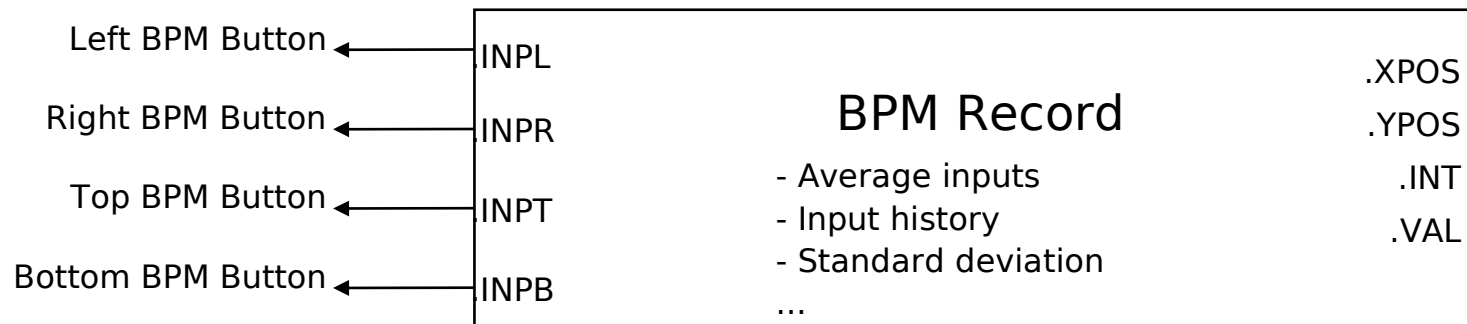 Left BPM Button
Right BPM Button
Top BPM Button
Bottom BPM Button
.INPL
.INPR
.INPT
.INPB
BPM Record
- Average inputs
- Input history
- Standard deviation
...
.XPOS
.YPOS
.INT
.VAL